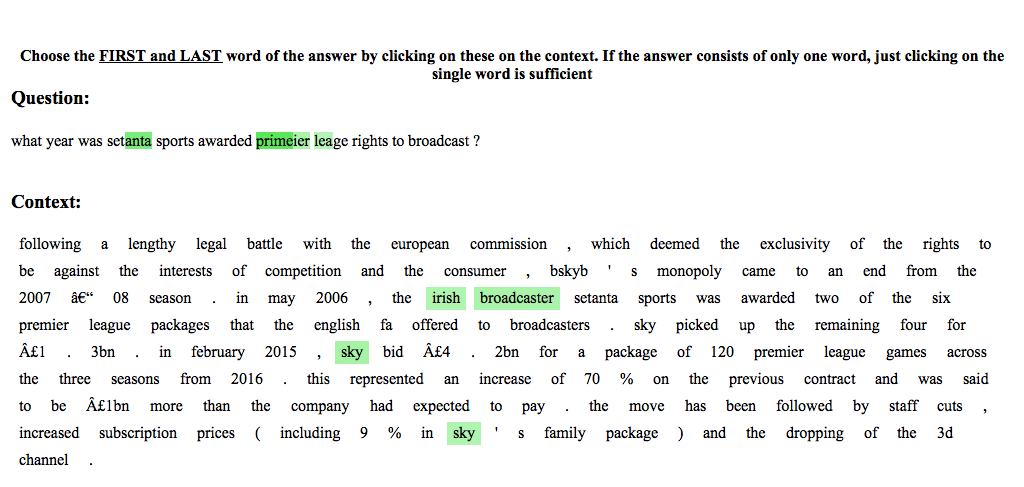 Choose the FIRST and LAST word of the answer by clicking on these on the context. If the answer consists of only one word, just clicking on the
single word is sufficient
Question:
what year was setanta sports awarded primeier leage rights to broadcast ?
Context:
following a lengthy legal battle with the european commission , which deemed the exclusivity of the rights to
be against the interests of competition and the consumer , bskyb ' s monopoly came to an end from the
2007 â€“ 08 season . in may 2006 , the irish broadcaster setanta sports was awarded two of the six
premier league packages that the english fa offered to broadcasters . sky picked up the remaining four for
Â£1 . 3bn . in february 2015 , sky bid Â£4 . 2bn for a package of 120 premier league games across
the three seasons from 2016 . this represented an increase of 70 % on the previous contract and was said
to be Â£1bn more than the company had expected to pay . the move has been followed by staff cuts ,
increased subscription prices ( including 9 % in sky ' s family package ) and the dropping of the 3d
channel .